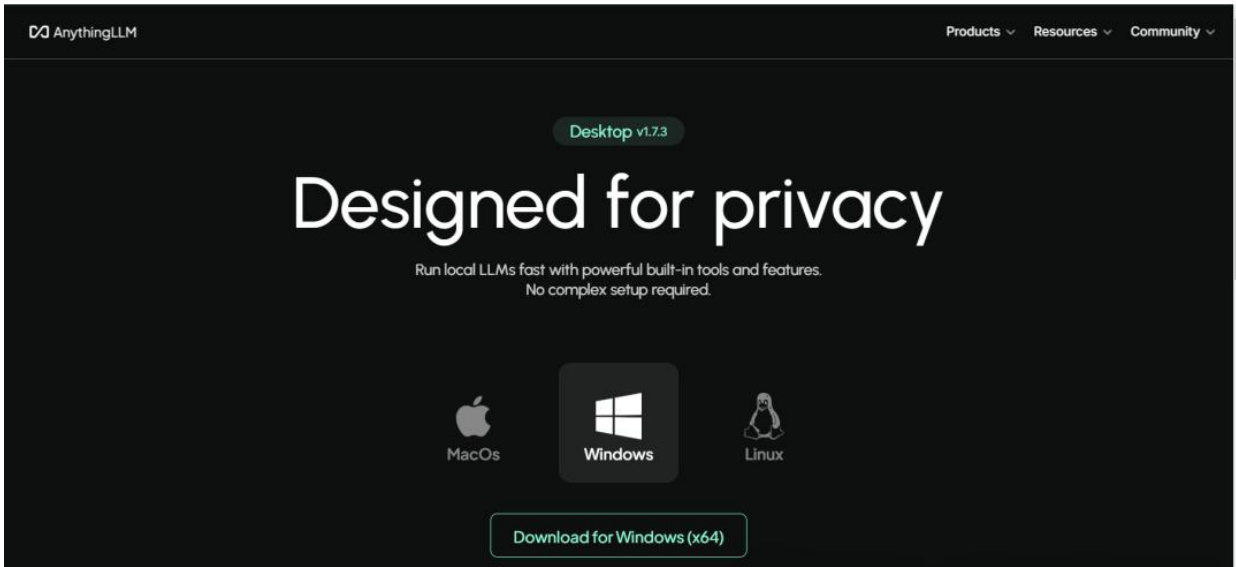 AnythingLLM
Products
Resources
Community
Desktop v1.7.3
Designed for privacy
Run local LLMs fast with powerful built-in tools and features.
No complex setup required.
MacOs
Windows
Linux
Download for Windows (x64)